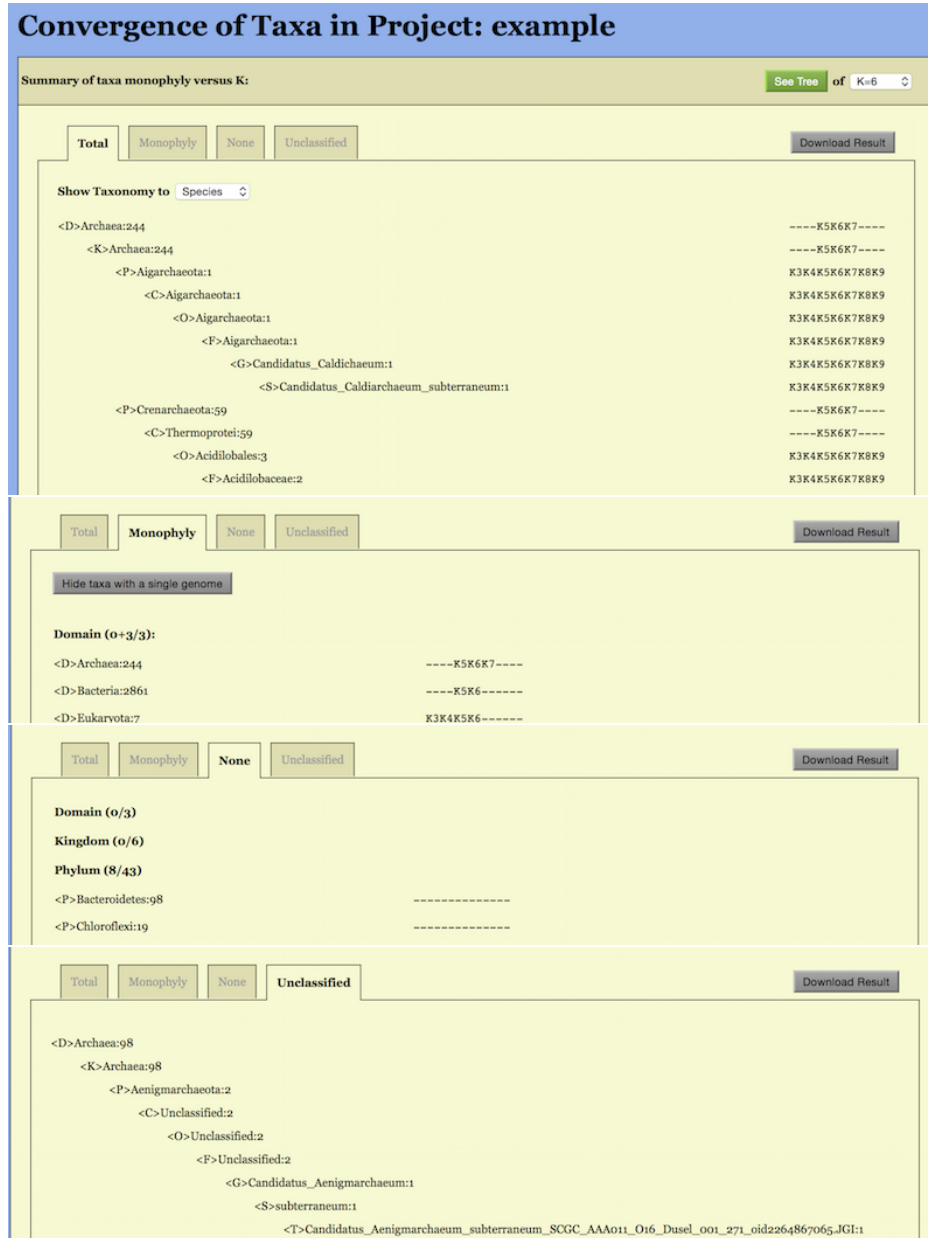 Convergence of Taxa in Project: example
Summary of taxa monophyly versus K: See Tree of K=6
Total Monophyly None Unclassified Download Result
Show Taxonomy to Species
<D>Archaea:244 ----K5K6K7----
<K>Archaea:244 ----K5K6K7----
<P>Aigarchaeota:1 K3K4K5K6K7K8K9
<C>Aigarchaeota:1 K3K4K5K6K7K8K9
<O>Aigarchaeota:1 K3K4K5K6K7K8K9
<F>Aigarchaeota:1 K3K4K5K6K7K8K9
<G>Candidatus_Caldichaeum:1 K3K4K5K6K7K8K9
<S>Candidatus_Caldiarchaeum_subterraneum:1 K3K4K5K6K7K8K9
<P>Crenarchaeota:59 ----K5K6K7----
<C>Thermoprotei:59 ----K5K6K7----
<O>Acidilobales:3 K3K4K5K6K7K8K9
<F>Acidilobaceae:2 K3K4K5K6K7K8K9
Total Monophyly None Unclassified Download Result
Hide taxa with a single genome
Domain (0+3/3):
<D>Archaea:244 ----K5K6K7----
<D>Bacteria:2861 ----K5K6------
<D>Eukaryota:7 K3K4K5K6------
Total Monophyly None Unclassified Download Result
Domain (0/3)
Kingdom (0/6)
Phylum (8/43)
<P>Bacteroidetes:98 --------------
<P>Chloroflexi:19 --------------
Total Monophyly None Unclassified Download Result
<D>Archaea:98
<K>Archaea:98
<P>Aenigmarchaeota:2
<C>Unclassified:2
<O>Unclassified:2
<F>Unclassified:2
<G>Candidatus_Aenigmarchaeum:1
<S>subterraneum:1
<T>Candidatus_Aenigmarchaeum_subterraneum_SCGC_AAA011_O16_Dusel_001_271_oid2264867065.JGI:1